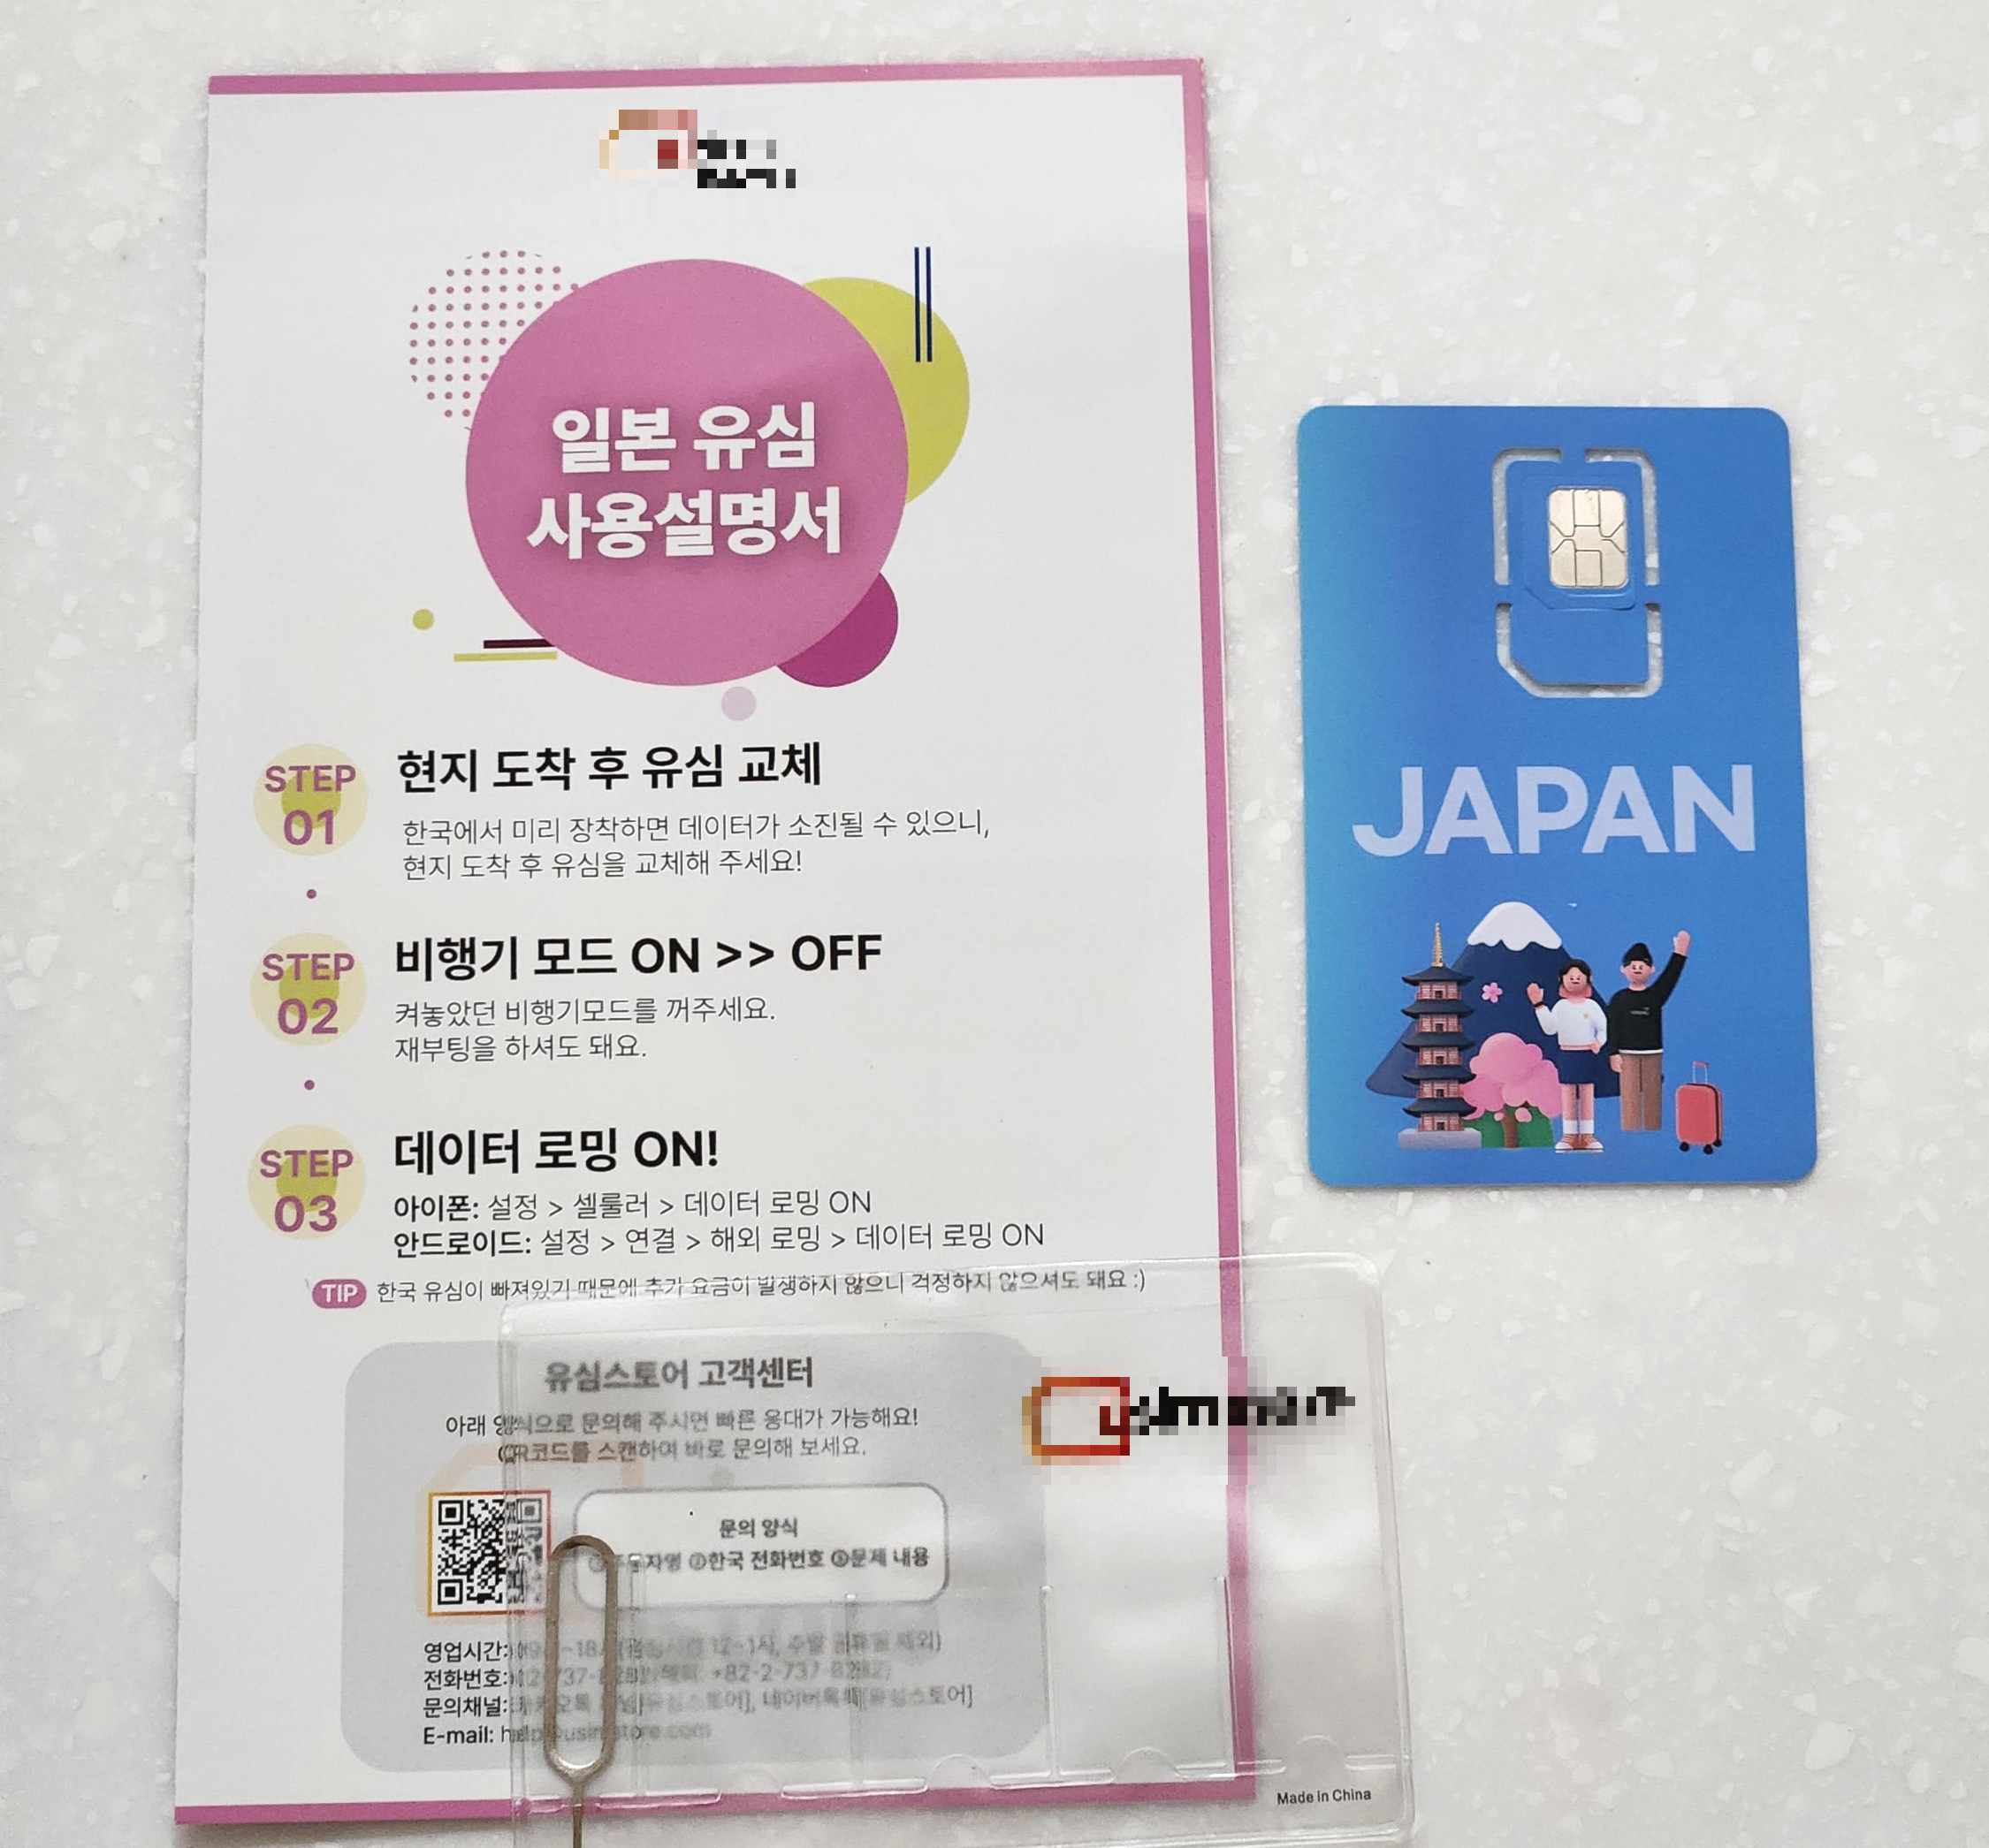 일본 유심
사용설명서
STEP
01
현지 도착 후 유심 교체
한국에서 미리 장착하면 데이터가 소진될 수 있으니,
현지 도착 후 유심을 교체해 주세요!
STEP
02
비행기 모드 ON >> OFF
켜놓았던 비행기모드를 꺼주세요.
재부팅을 하셔도 돼요.
STEP
03
데이터 로밍 ON!
아이폰: 설정 > 셀룰러 > 데이터 로밍 ON
안드로이드: 설정 > 연결 > 해외 로밍 > 데이터 로밍 ON
TIP 한국 유심이 빠져있기 때문에 추가 요금이 발생하지 않으니 걱정하지 않으셔도 돼요 :)
유심스토어 고객센터
아래 양식으로 문의해 주시면 빠른 응대가 가능해요!
QR코드를 스캔하여 바로 문의해 보세요.
문의 양식
②한국 전화번호 ③문제 내용
영업시간:
전화번호:
문의채널:
E-mail:
JAPAN
Made in China